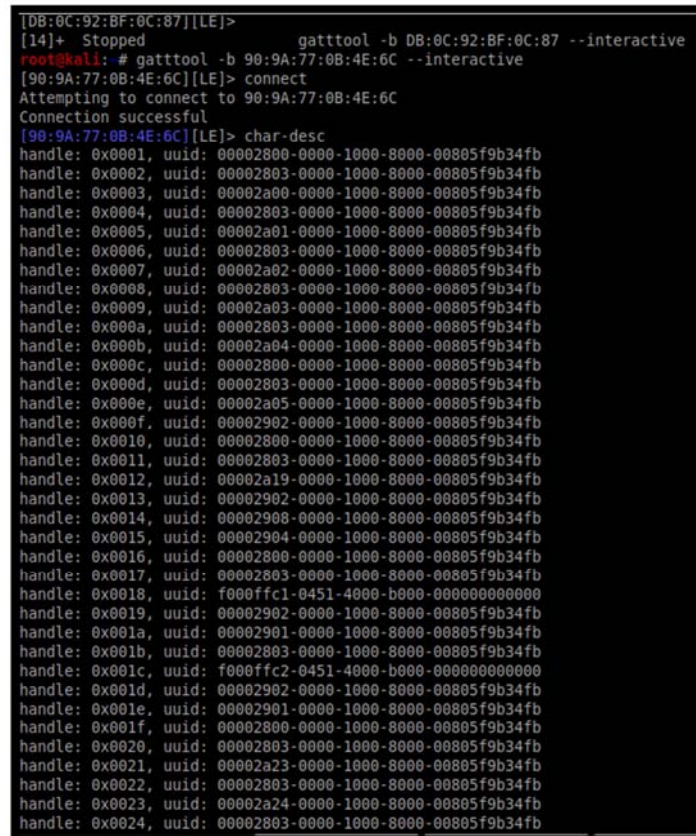 [DB:0C:92:BF:0C:87][LE]>
[14]+  Stopped                 gatttool -b DB:0C:92:BF:0C:87 --interactive
root@kali:~# gatttool -b 90:9A:77:0B:4E:6C --interactive
[90:9A:77:0B:4E:6C][LE]> connect
Attempting to connect to 90:9A:77:0B:4E:6C
Connection successful
[90:9A:77:0B:4E:6C][LE]> char-desc
handle: 0x0001, uuid: 00002800-0000-1000-8000-00805f9b34fb
handle: 0x0002, uuid: 00002803-0000-1000-8000-00805f9b34fb
handle: 0x0003, uuid: 00002a00-0000-1000-8000-00805f9b34fb
handle: 0x0004, uuid: 00002803-0000-1000-8000-00805f9b34fb
handle: 0x0005, uuid: 00002a01-0000-1000-8000-00805f9b34fb
handle: 0x0006, uuid: 00002803-0000-1000-8000-00805f9b34fb
handle: 0x0007, uuid: 00002a02-0000-1000-8000-00805f9b34fb
handle: 0x0008, uuid: 00002803-0000-1000-8000-00805f9b34fb
handle: 0x0009, uuid: 00002a03-0000-1000-8000-00805f9b34fb
handle: 0x000a, uuid: 00002803-0000-1000-8000-00805f9b34fb
handle: 0x000b, uuid: 00002a04-0000-1000-8000-00805f9b34fb
handle: 0x000c, uuid: 00002800-0000-1000-8000-00805f9b34fb
handle: 0x000d, uuid: 00002803-0000-1000-8000-00805f9b34fb
handle: 0x000e, uuid: 00002a05-0000-1000-8000-00805f9b34fb
handle: 0x000f, uuid: 00002902-0000-1000-8000-00805f9b34fb
handle: 0x0010, uuid: 00002800-0000-1000-8000-00805f9b34fb
handle: 0x0011, uuid: 00002803-0000-1000-8000-00805f9b34fb
handle: 0x0012, uuid: 00002a19-0000-1000-8000-00805f9b34fb
handle: 0x0013, uuid: 00002902-0000-1000-8000-00805f9b34fb
handle: 0x0014, uuid: 00002908-0000-1000-8000-00805f9b34fb
handle: 0x0015, uuid: 00002904-0000-1000-8000-00805f9b34fb
handle: 0x0016, uuid: 00002800-0000-1000-8000-00805f9b34fb
handle: 0x0017, uuid: 00002803-0000-1000-8000-00805f9b34fb
handle: 0x0018, uuid: f000ffc1-0451-4000-b000-000000000000
handle: 0x0019, uuid: 00002902-0000-1000-8000-00805f9b34fb
handle: 0x001a, uuid: 00002901-0000-1000-8000-00805f9b34fb
handle: 0x001b, uuid: 00002803-0000-1000-8000-00805f9b34fb
handle: 0x001c, uuid: f000ffc2-0451-4000-b000-000000000000
handle: 0x001d, uuid: 00002902-0000-1000-8000-00805f9b34fb
handle: 0x001e, uuid: 00002901-0000-1000-8000-00805f9b34fb
handle: 0x001f, uuid: 00002800-0000-1000-8000-00805f9b34fb
handle: 0x0020, uuid: 00002803-0000-1000-8000-00805f9b34fb
handle: 0x0021, uuid: 00002a23-0000-1000-8000-00805f9b34fb
handle: 0x0022, uuid: 00002803-0000-1000-8000-00805f9b34fb
handle: 0x0023, uuid: 00002a24-0000-1000-8000-00805f9b34fb
handle: 0x0024, uuid: 00002803-0000-1000-8000-00805f9b34fb